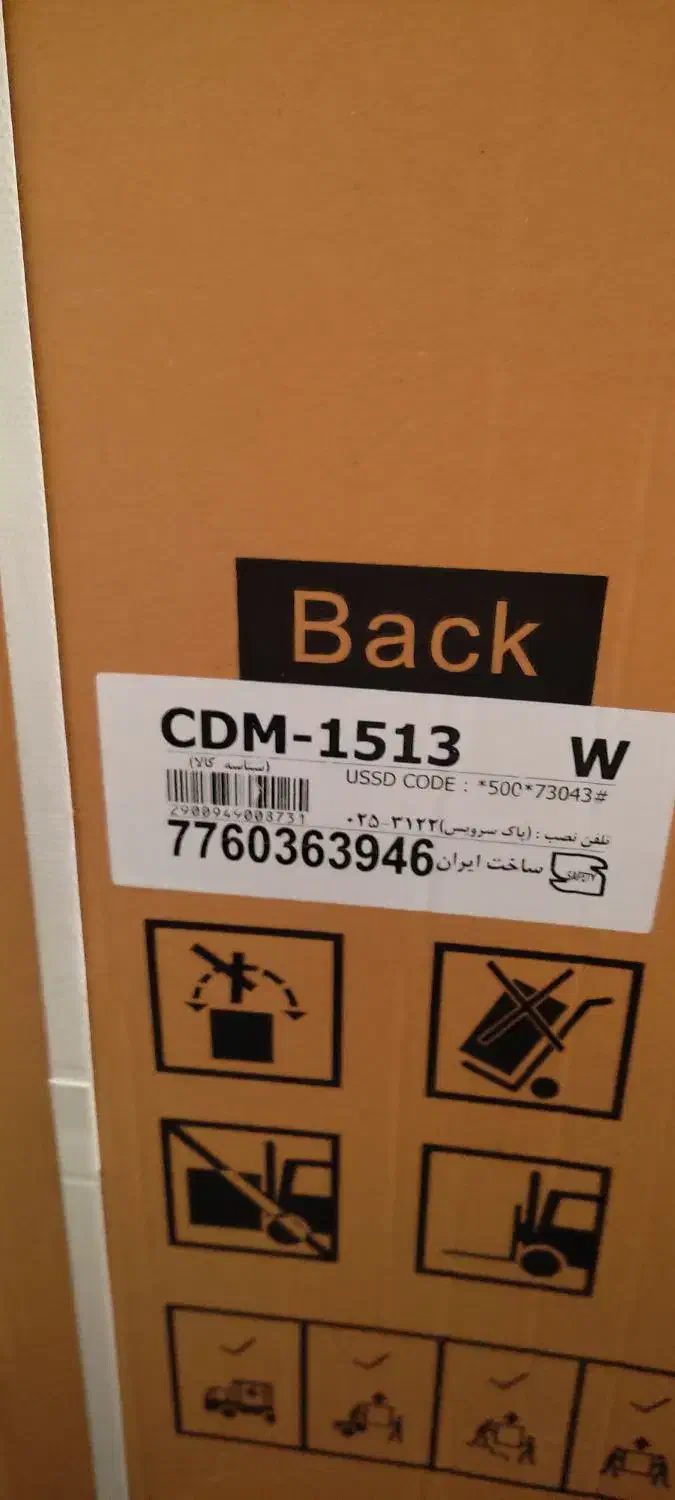 Back
CDM-1513 W
(شناسه کالا)
USSD CODE : *500*73043#
2900949008731
تلفن نصب : (پاک سرویس) ۰۲۵-۳۱۲۲
7760363946 ساخت ایران SAFETY